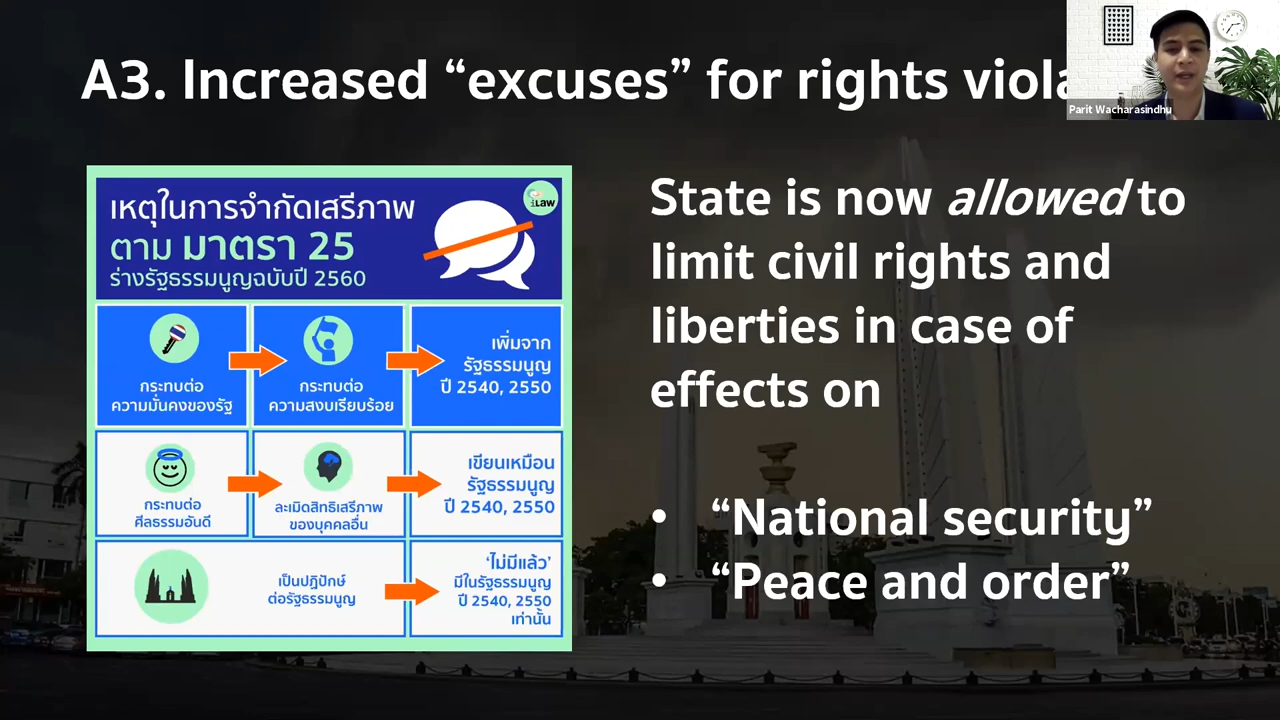 A3. Increased “excuses” for rights viola
Parit Wacharasindhu
เหตุในการจำกัดเสรีภาพ
ตาม มาตรา 25
ร่างรัฐธรรมนูญฉบับปี 2560
iLAW
กระทบต่อ
ความมั่นคงของรัฐ
กระทบต่อ
ความสงบเรียบร้อย
เพิ่มจาก
รัฐธรรมนูญ
ปี 2540, 2550
กระทบต่อ
ศีลธรรมอันดี
ละเมิดสิทธิเสรีภาพ
ของบุคคลอื่น
เขียนเหมือน
รัฐธรรมนูญ
ปี 2540, 2550
เป็นปฏิปักษ์
ต่อรัฐธรรมนูญ
‘ไม่มีแล้ว’
มีในรัฐธรรมนูญ
ปี 2540, 2550
เท่านั้น
State is now allowed to
limit civil rights and
liberties in case of
effects on
• “National security”
• “Peace and order”